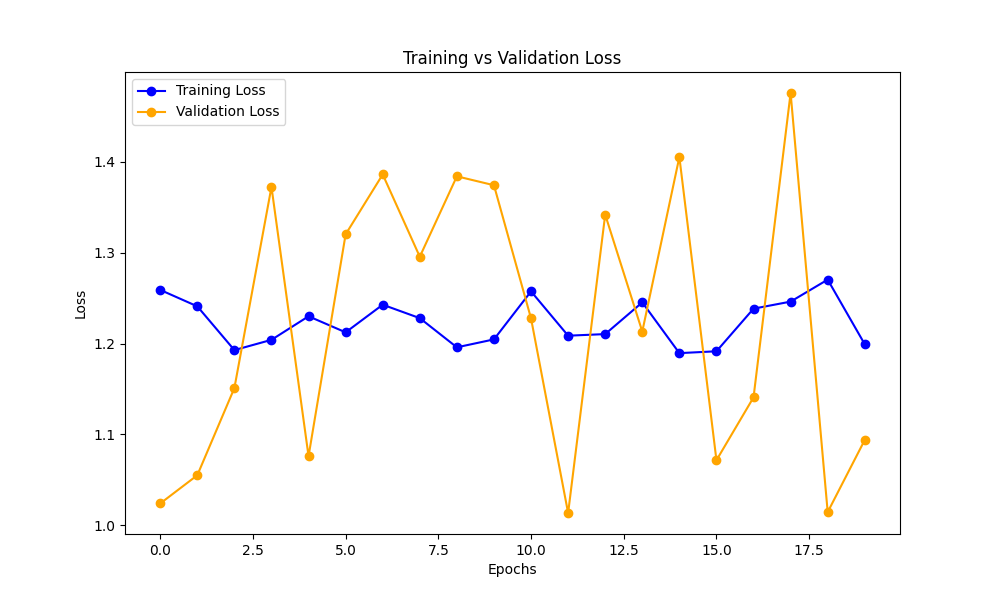 Training vs Validation Loss
Training Loss
Validation Loss
1.4
1.3
1.2
1.1
1.0
Loss
0.0 2.5 5.0 7.5 10.0 12.5 15.0 17.5
Epochs